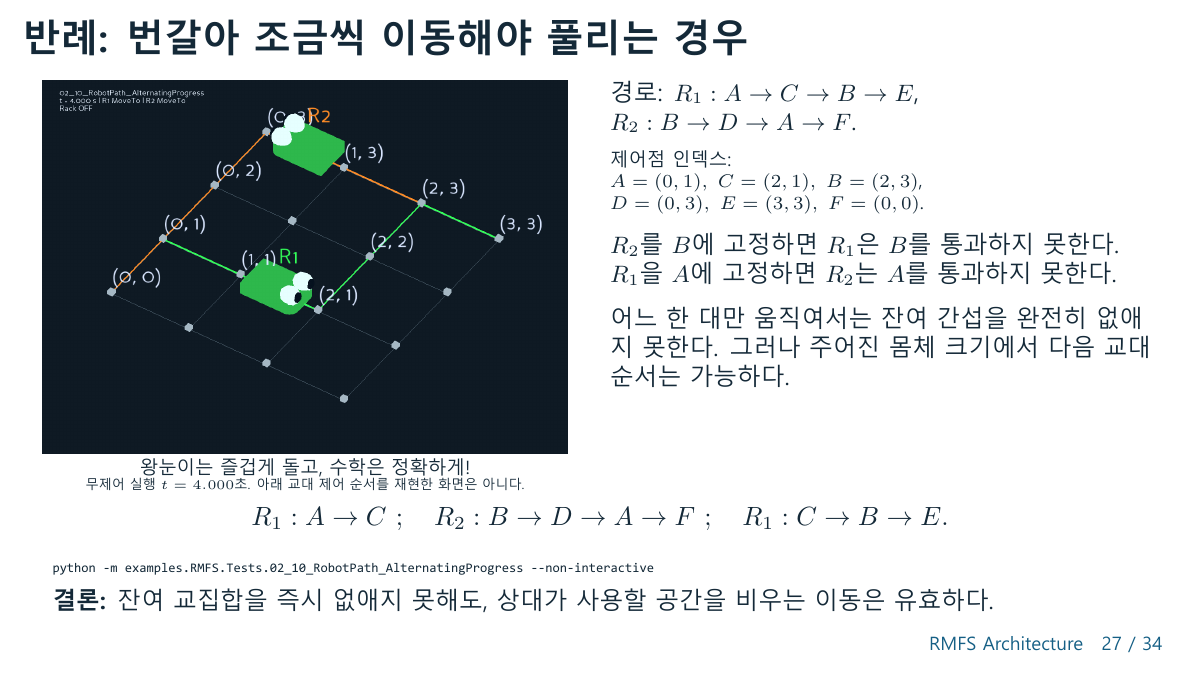 반례: 번갈아 조금씩 이동해야 풀리는 경우
02_10_RobotPath_AlternatingProgress
t = 4.000 s | R1 MoveTo | R2 MoveTo
Rack OFF
R2
(1, 3)
(0, 2)
(2, 3)
(0, 1)
(3, 3)
(2, 2)
(1, 1)
R1
(0, 0)
(2, 1)
왕눈이는 즐겁게 돌고, 수학은 정확하게!
무제어 실행 t = 4.000초. 아래 교대 제어 순서를 재현한 화면은 아니다.
경로: R₁ : A → C → B → E,
R₂ : B → D → A → F.
제어점 인덱스:
A = (0, 1), C = (2, 1), B = (2, 3),
D = (0, 3), E = (3, 3), F = (0, 0).
R₂를 B에 고정하면 R₁은 B를 통과하지 못한다.
R₁을 A에 고정하면 R₂는 A를 통과하지 못한다.
어느 한 대만 움직여서는 잔여 간섭을 완전히 없애
지 못한다. 그러나 주어진 몸체 크기에서 다음 교대
순서는 가능하다.
R₁ : A → C ; R₂ : B → D → A → F ; R₁ : C → B → E.
python -m examples.RMFS.Tests.02_10_RobotPath_AlternatingProgress --non-interactive
결론: 잔여 교집합을 즉시 없애지 못해도, 상대가 사용할 공간을 비우는 이동은 유효하다.
RMFS Architecture 27 / 34